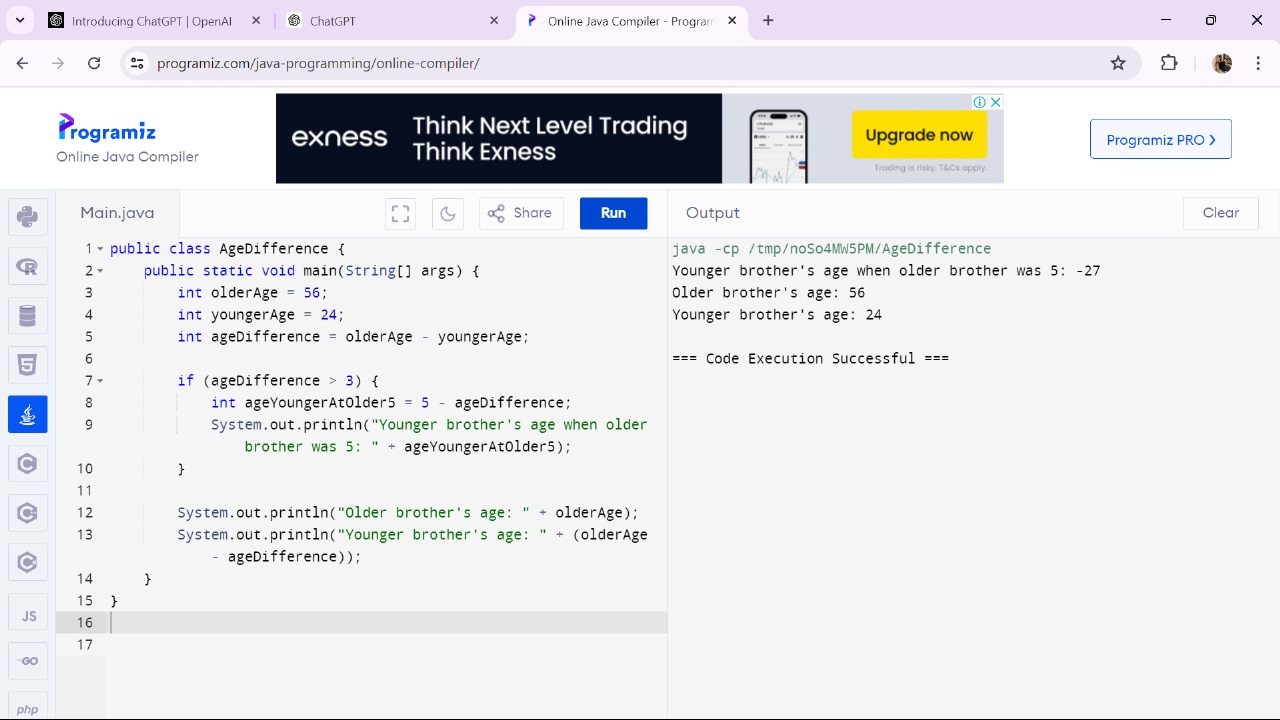 Introducing ChatGPT | OpenAI
ChatGPT
Online Java Compiler - Program
programiz.com/java-programming/online-compiler/
Programiz
Online Java Compiler
exness
Think Next Level Trading
Think Exness
Upgrade now
Trading is risky. T&Cs apply.
Programiz PRO >
Main.java
Share
Run
Output
Clear
1 public class AgeDifference {
2 public static void main(String[] args) {
3 int olderAge = 56;
4 int youngerAge = 24;
5 int ageDifference = olderAge - youngerAge;
6
7 if (ageDifference > 3) {
8 int ageYoungerAtOlder5 = 5 - ageDifference;
9 System.out.println("Younger brother's age when older
brother was 5: " + ageYoungerAtOlder5);
10 }
11
12 System.out.println("Older brother's age: " + olderAge);
13 System.out.println("Younger brother's age: " + (olderAge
- ageDifference));
14 }
15 }
16
17
java -cp /tmp/noSo4MW5PM/AgeDifference
Younger brother's age when older brother was 5: -27
Older brother's age: 56
Younger brother's age: 24
=== Code Execution Successful ===
JS
GO
php